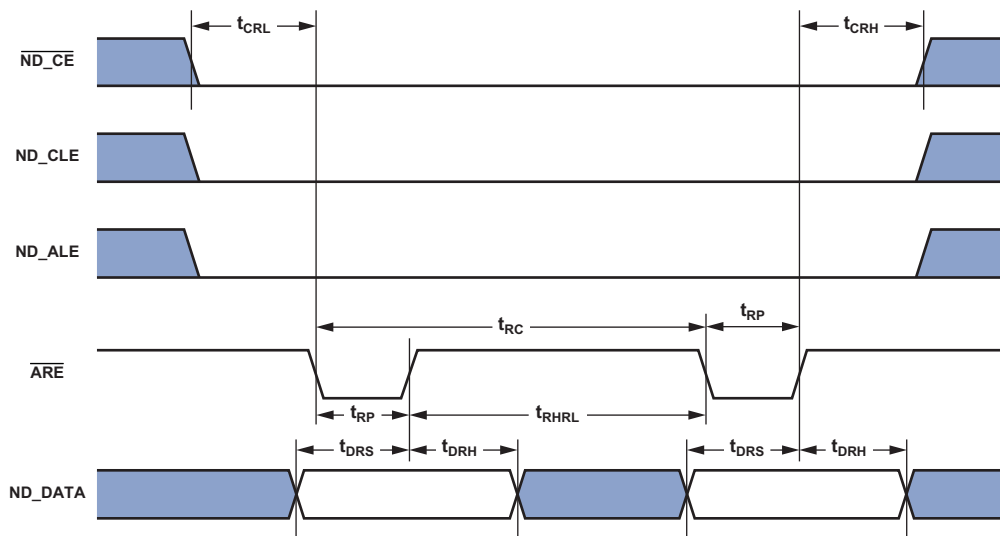 tCRL
tCRH
ND_CE
ND_CLE
ND_ALE
tRC
tRP
ARE
tRP
tRHRL
tDRS
tDRH
tDRS
tDRH
ND_DATA